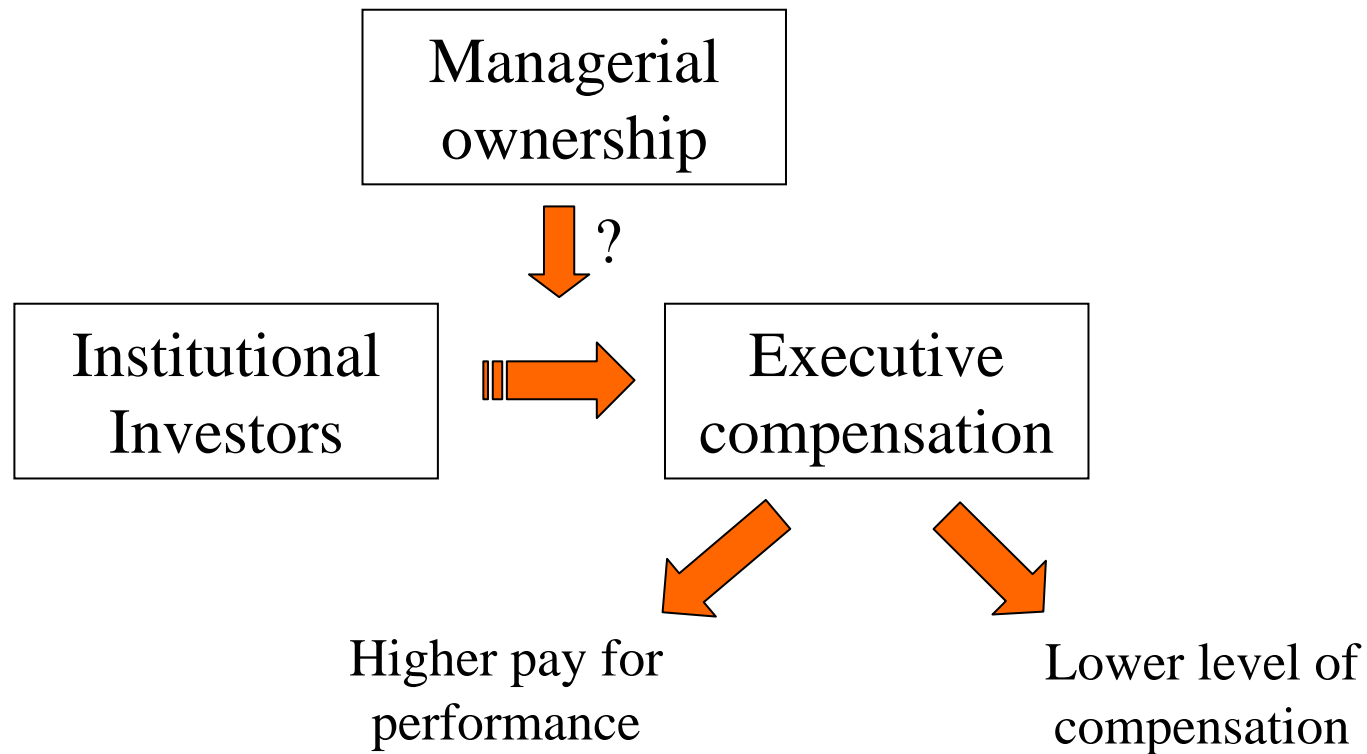 Managerial
ownership
?
Institutional
Investors
Executive
compensation
Higher pay for
performance
Lower level of
compensation